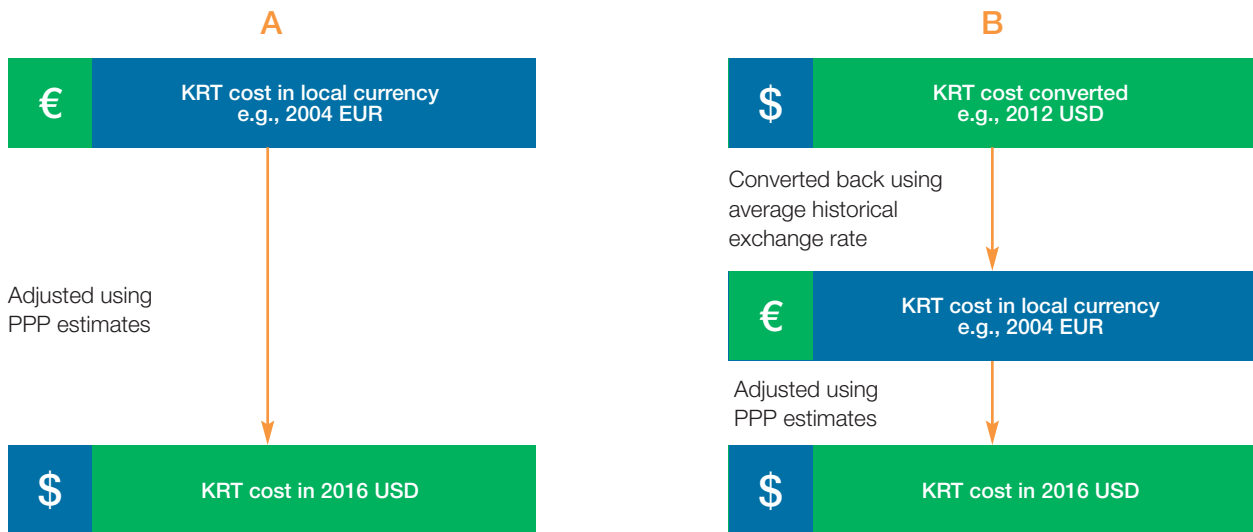 A
€
KRT cost in local currency
e.g., 2004 EUR
Adjusted using
PPP estimates
$
KRT cost in 2016 USD
B
$
KRT cost converted
e.g., 2012 USD
Converted back using
average historical
exchange rate
€
KRT cost in local currency
e.g., 2004 EUR
Adjusted using
PPP estimates
$
KRT cost in 2016 USD